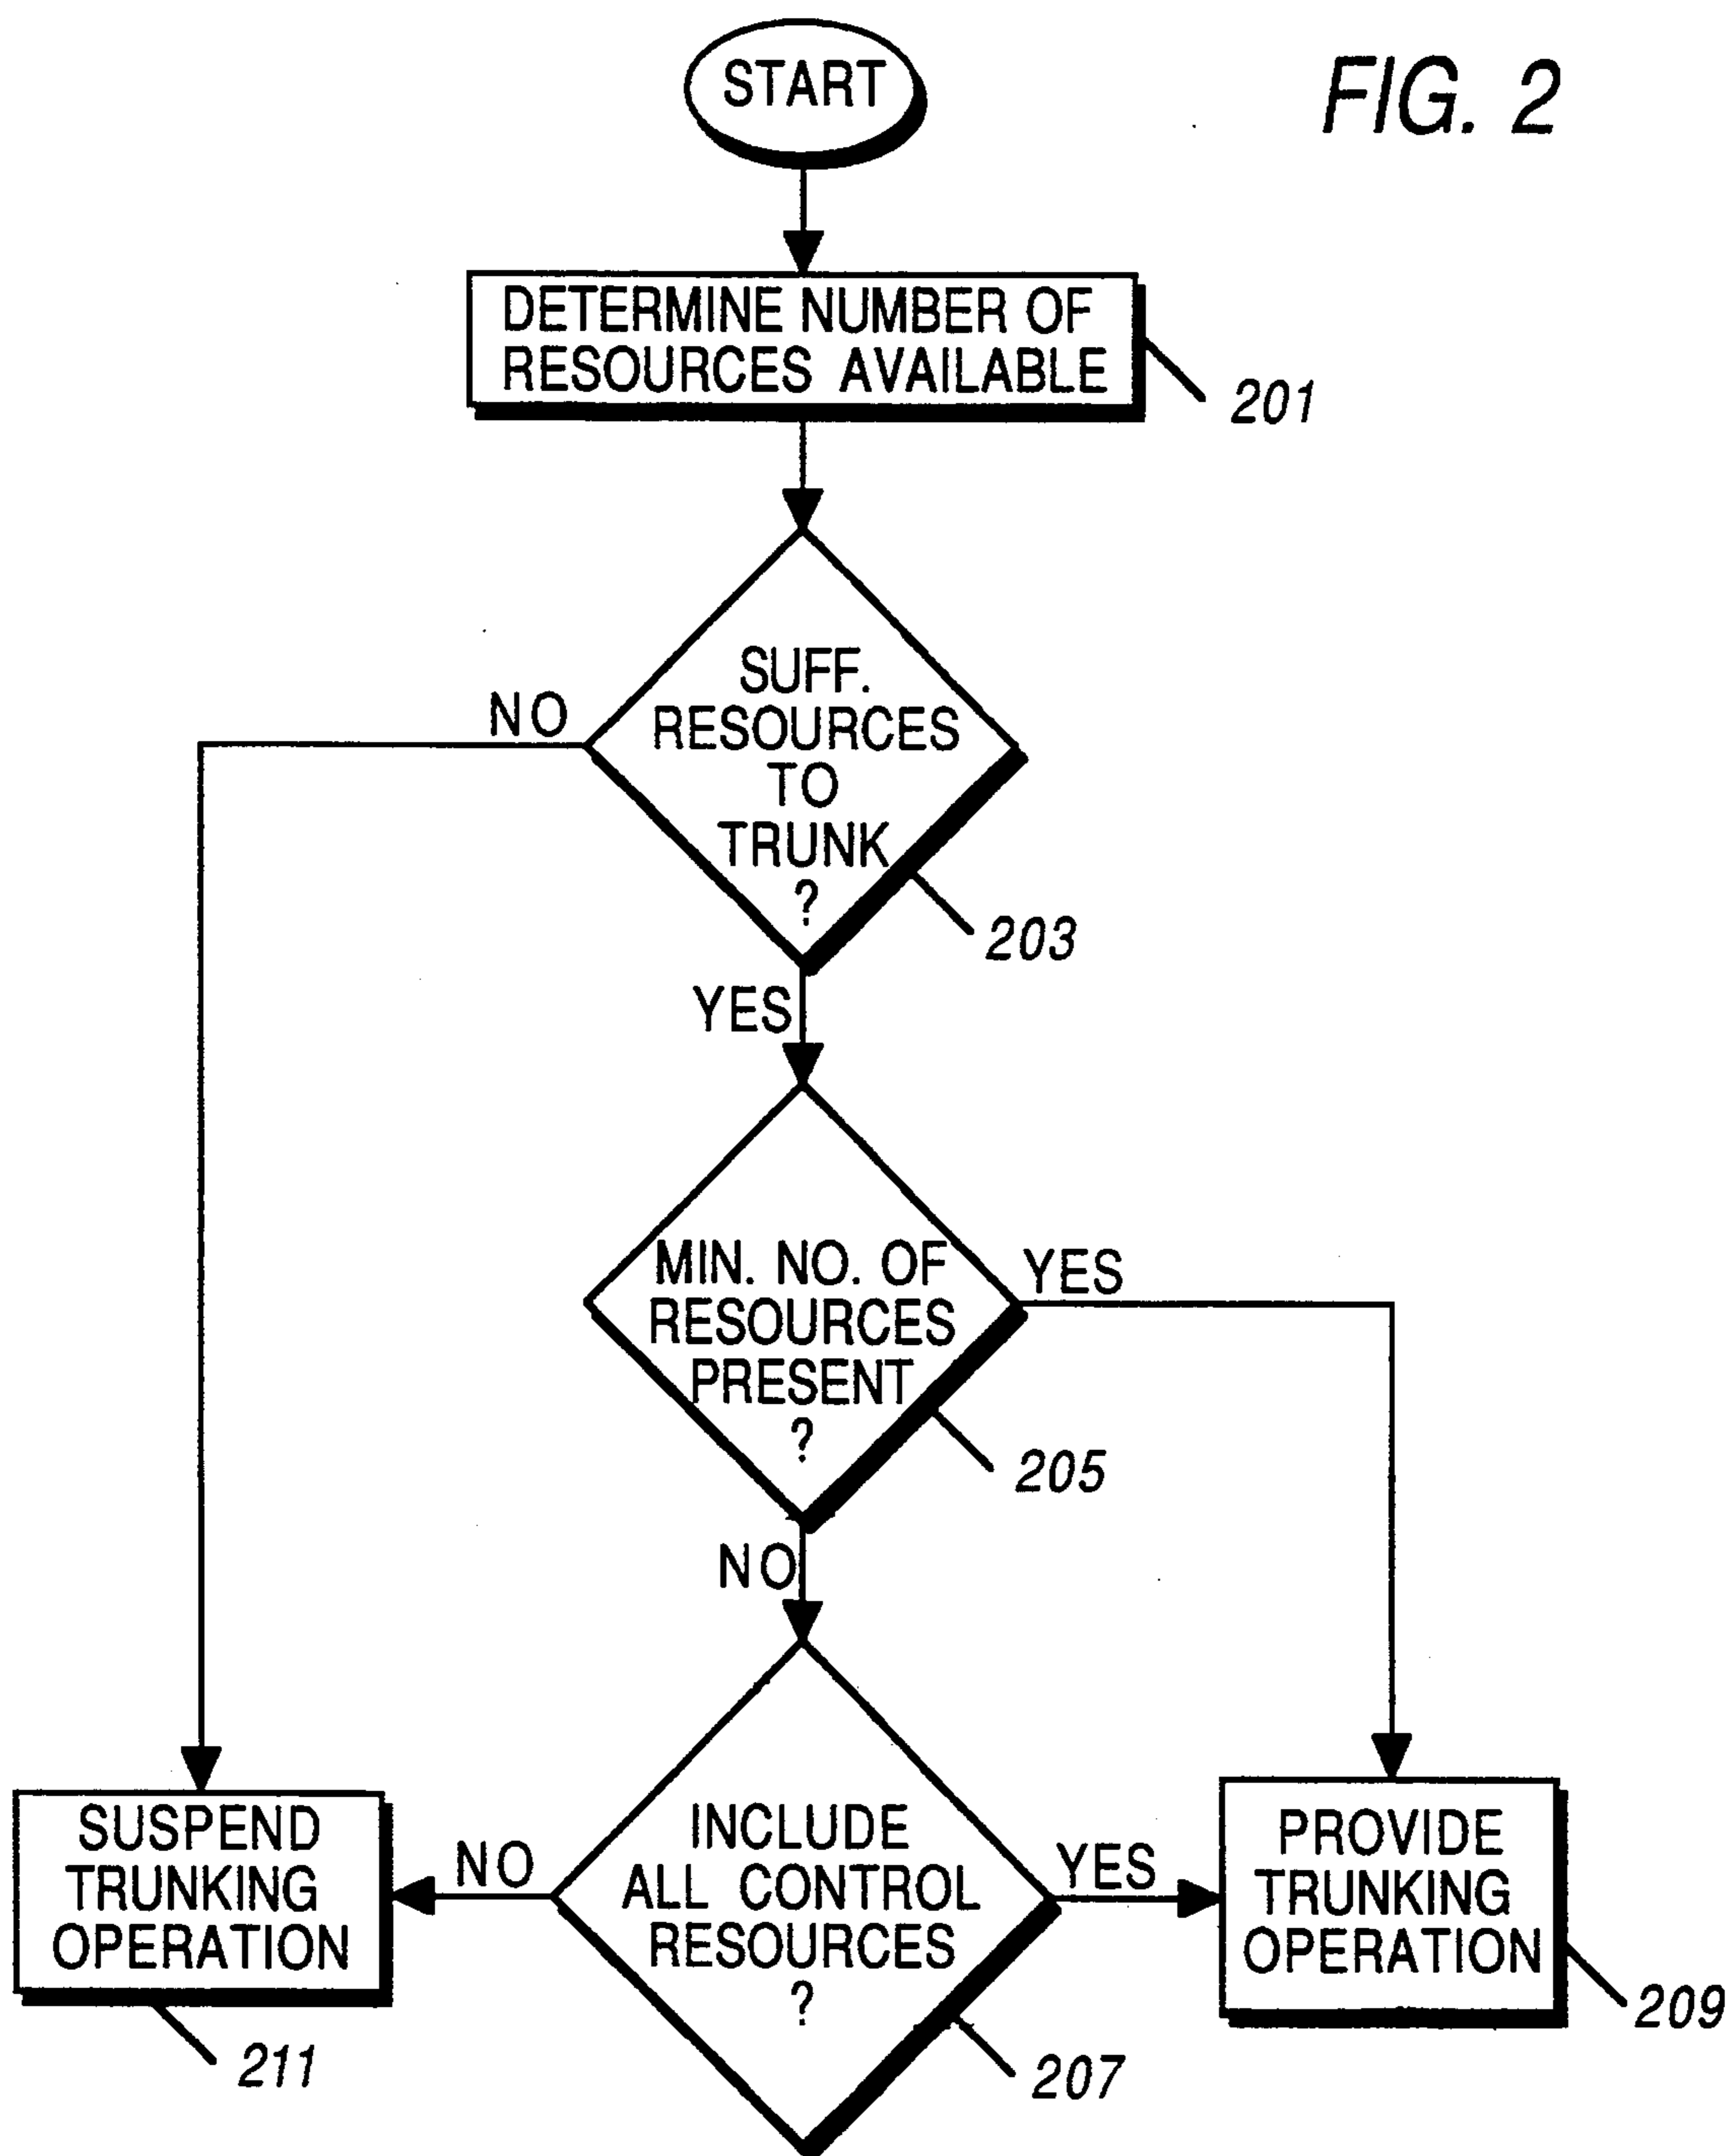 START
FIG. 2
DETERMINE NUMBER OF
RESOURCES AVAILABLE
201
SUFF.
RESOURCES
TO
TRUNK
?
NO
203
YES
MIN. NO. OF
RESOURCES
PRESENT
?
YES
205
NO
INCLUDE
ALL CONTROL
RESOURCES
?
NO
YES
SUSPEND
TRUNKING
OPERATION
PROVIDE
TRUNKING
OPERATION
209
211
207